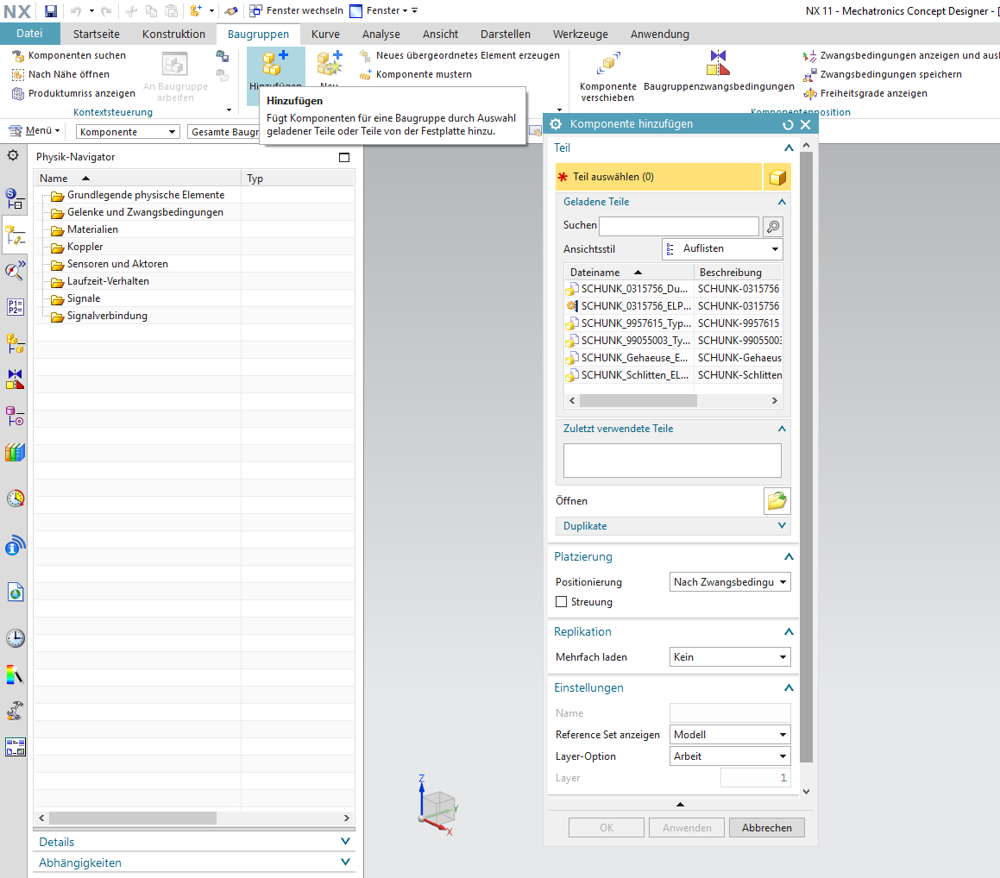 NX
Fenster wechseln
Fenster
NX 11 - Mechatronics Concept Designer - [
Datei
Startseite
Konstruktion
Baugruppen
Kurve
Analyse
Ansicht
Darstellen
Werkzeuge
Anwendung
Komponenten suchen
Nach Nähe öffnen
Produktumriss anzeigen
An Baugruppe
arbeiten
Kontextsteuerung
Hinzufügen
Neues übergeordnetes Element erzeugen
Komponente mustern
Komponente
verschieben
Baugruppenzwangsbedingungen
Zwangsbedingungen anzeigen und aus
Zwangsbedingungen speichern
Freiheitsgrade anzeigen
Komponentenposition
Hinzufügen
Fügt Komponenten für eine Baugruppe durch Auswahl
geladener Teile oder Teile von der Festplatte hinzu.
Menü
Komponente
Gesamte Baugr
Physik-Navigator
Name
Typ
Grundlegende physische Elemente
Gelenke und Zwangsbedingungen
Materialien
Koppler
Sensoren und Aktoren
Laufzeit-Verhalten
Signale
Signalverbindung
P1=
P2=
Details
Abhängigkeiten
Z
Y
X
Komponente hinzufügen
Teil
* Teil auswählen (0)
Geladene Teile
Suchen
Ansichtsstil
Auflisten
Dateiname
Beschreibung
SCHUNK_0315756_Du... SCHUNK-0315756
SCHUNK_0315756_ELP... SCHUNK-0315756
SCHUNK_9957615_Typ... SCHUNK-9957615
SCHUNK_99055003_Ty... SCHUNK-99055003
SCHUNK_Gehaeuse_E... SCHUNK-Gehaeus
SCHUNK_Schlitten_EL... SCHUNK-Schlitten
Zuletzt verwendete Teile
Öffnen
Duplikate
Platzierung
Positionierung
Nach Zwangsbedingu
Streuung
Replikation
Mehrfach laden
Kein
Einstellungen
Name
Reference Set anzeigen
Modell
Layer-Option
Arbeit
Layer
1
OK
Anwenden
Abbrechen